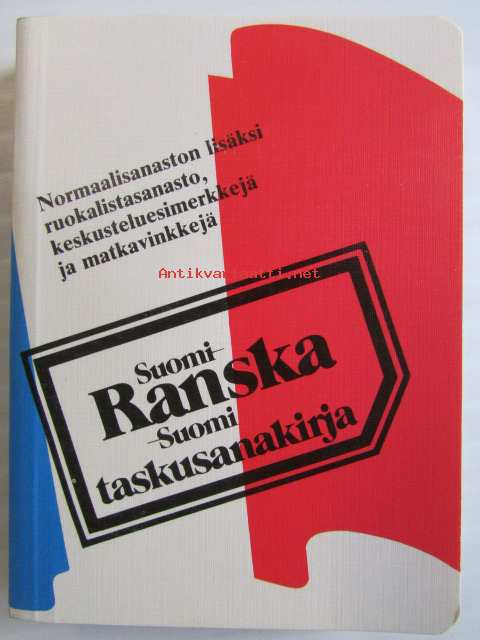 Normaalisanaston lisäksi
ruokalistasanasto,
keskusteluesimerkkejä
ja matkavinkkejä
Antikvariaatti.net
Suomi-
Ranska
-Suomi
taskusanakirja